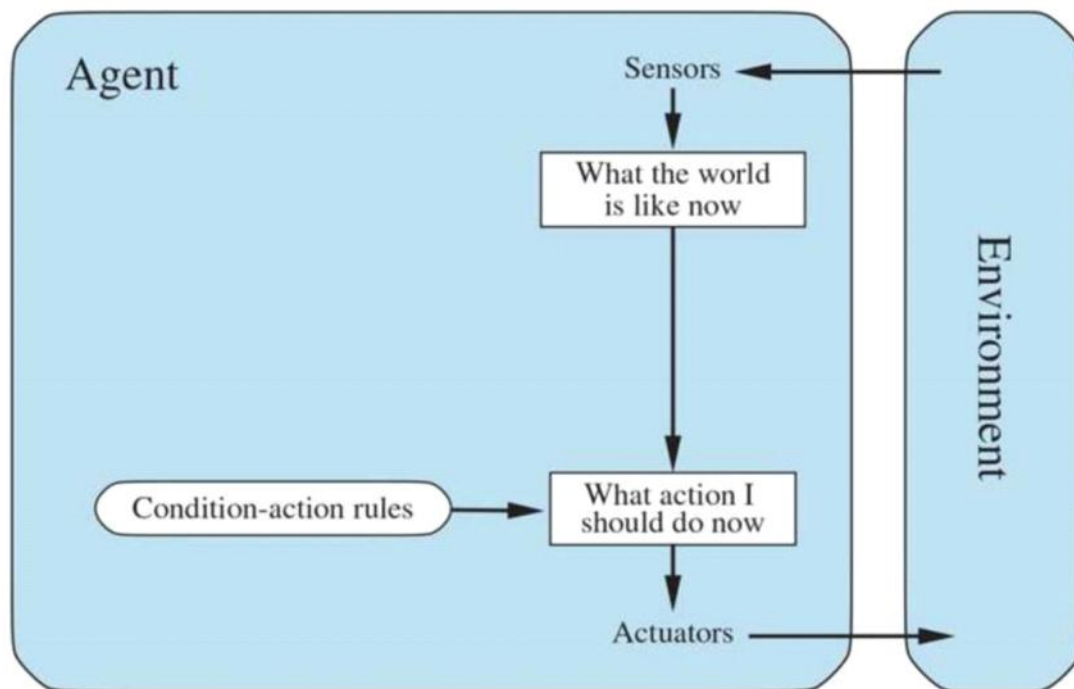 Agent
Sensors
What the world
is like now
Environment
Condition-action rules
What action I
should do now
Actuators